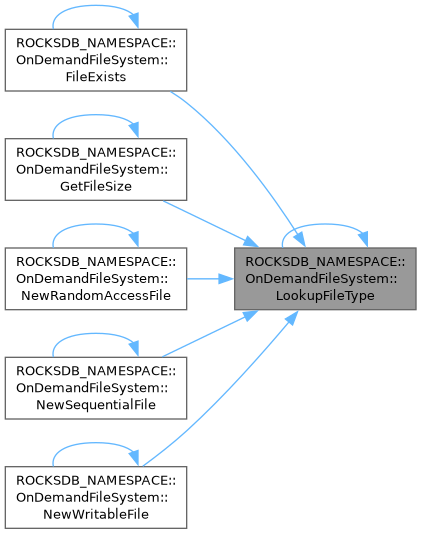 ROCKSDB_NAMESPACE::
OnDemandFileSystem::
FileExists
ROCKSDB_NAMESPACE::
OnDemandFileSystem::
GetFileSize
ROCKSDB_NAMESPACE::
OnDemandFileSystem::
NewRandomAccessFile
ROCKSDB_NAMESPACE::
OnDemandFileSystem::
LookupFileType
ROCKSDB_NAMESPACE::
OnDemandFileSystem::
NewSequentialFile
ROCKSDB_NAMESPACE::
OnDemandFileSystem::
NewWritableFile